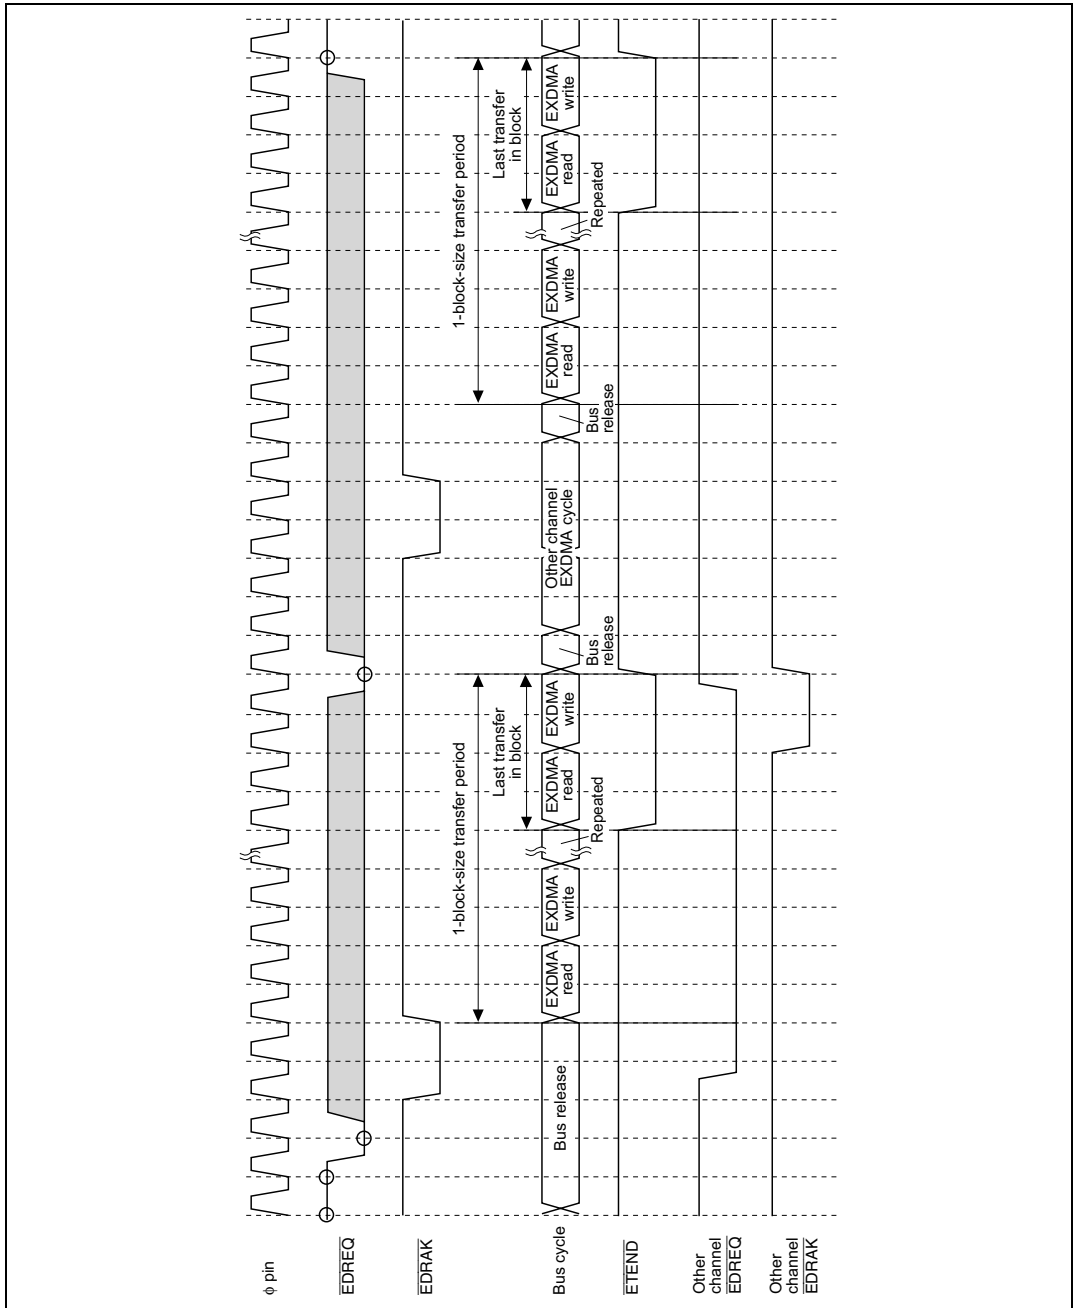 φ pin
EDREQ
EDRAK
1-block-size transfer period
1-block-size transfer period
Last transfer
in block
Last transfer
in block
Bus cycle
Bus release
EXDMA
read
EXDMA
write
Repeated
EXDMA
read
EXDMA
write
Bus
release
Other channel
EXDMA cycle
Bus
release
EXDMA
read
EXDMA
write
Repeated
EXDMA
read
EXDMA
write
ETEND
Other
channel
EDREQ
Other
channel
EDRAK